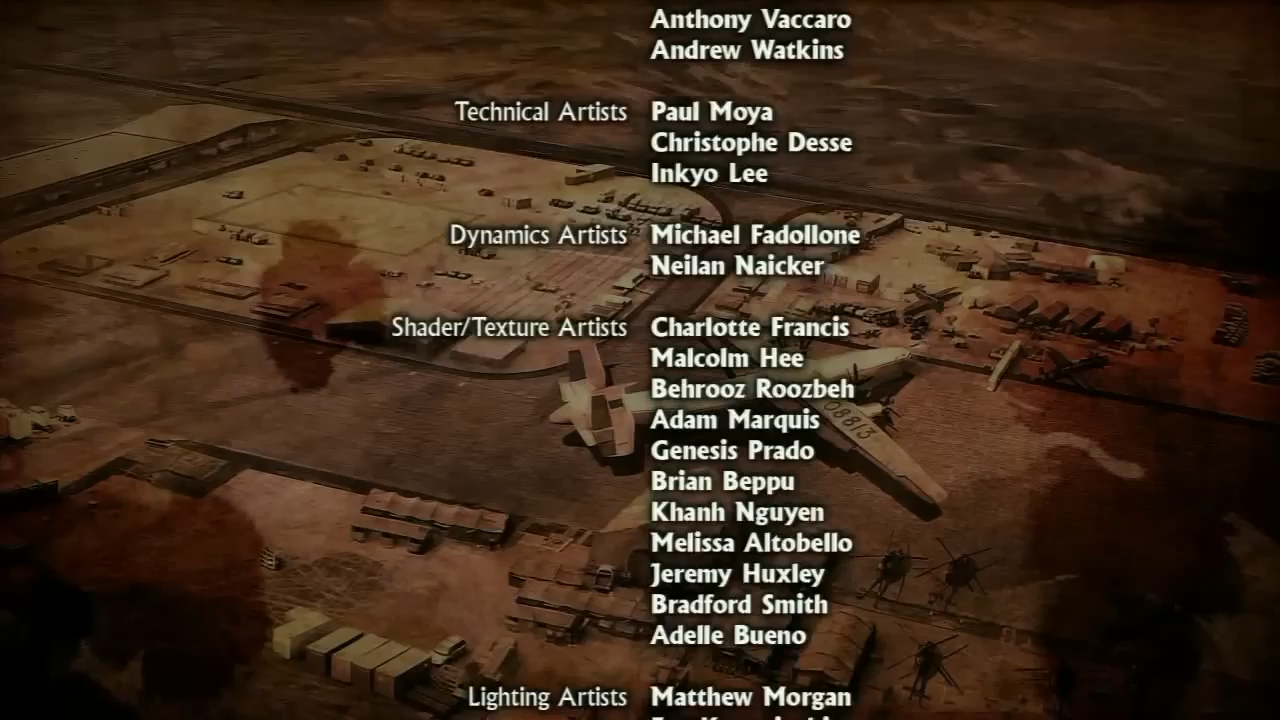 Anthony Vaccaro
Andrew Watkins
Technical Artists Paul Moya
Christophe Desse
Inkyo Lee
Dynamics Artists Michael Fadollone
Neilan Naicker
Shader/Texture Artists Charlotte Francis
Malcolm Hee
Behrooz Roozbeh
Adam Marquis
Genesis Prado
Brian Beppu
Khanh Nguyen
Melissa Altobello
Jeremy Huxley
Bradford Smith
Adelle Bueno
Lighting Artists Matthew Morgan
08813